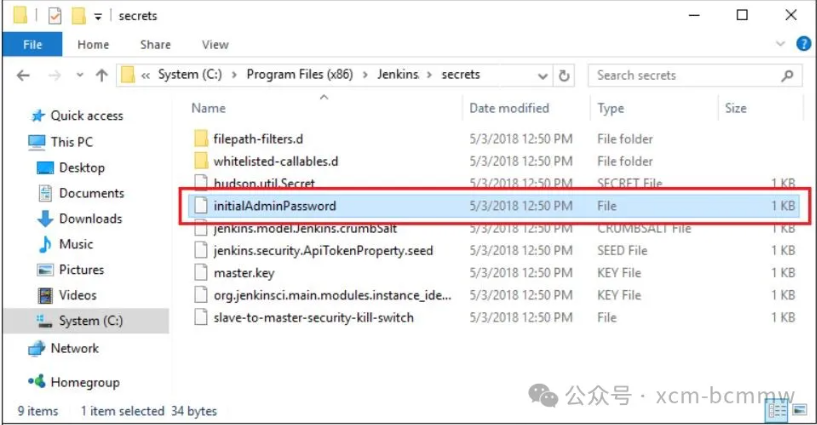 secrets
File Home Share View
« System (C:) > Program Files (x86) > Jenkins > secrets Search secrets
Name Date modified Type Size
Quick access
This PC
Desktop
Documents
Downloads
Music
Pictures
Videos
System (C:)
Network
Homegroup
filepath-filters.d 5/3/2018 12:50 PM File folder
whitelisted-callables.d 5/3/2018 12:50 PM File folder
hudson.util.Secret 5/3/2018 12:50 PM SECRET File 1 KB
initialAdminPassword 5/3/2018 12:50 PM File 1 KB
jenkins.model.Jenkins.crumbSalt 5/3/2018 12:50 PM CRUMBSALT File 1 KB
jenkins.security.ApiTokenProperty.seed 5/3/2018 12:50 PM SEED File 1 KB
master.key 5/3/2018 12:50 PM KEY File 1 KB
org.jenkinsci.main.modules.instance_ide... 5/3/2018 12:50 PM KEY File 1 KB
slave-to-master-security-kill-switch 5/3/2018 12:50 PM File 1 KB
公众号 · xcm-bcmmw
9 items 1 item selected 34 bytes